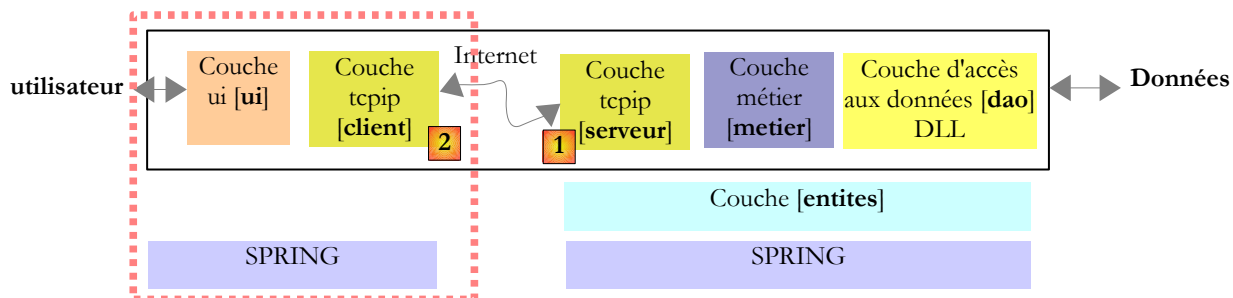 utilisateur
Couche
ui [ui]
Couche
tcpip
[client]
2
Internet
1
Couche
tcpip
[serveur]
Couche
métier
[metier]
Couche d'accès
aux données [dao]
DLL
Données
Couche [entites]
SPRING
SPRING